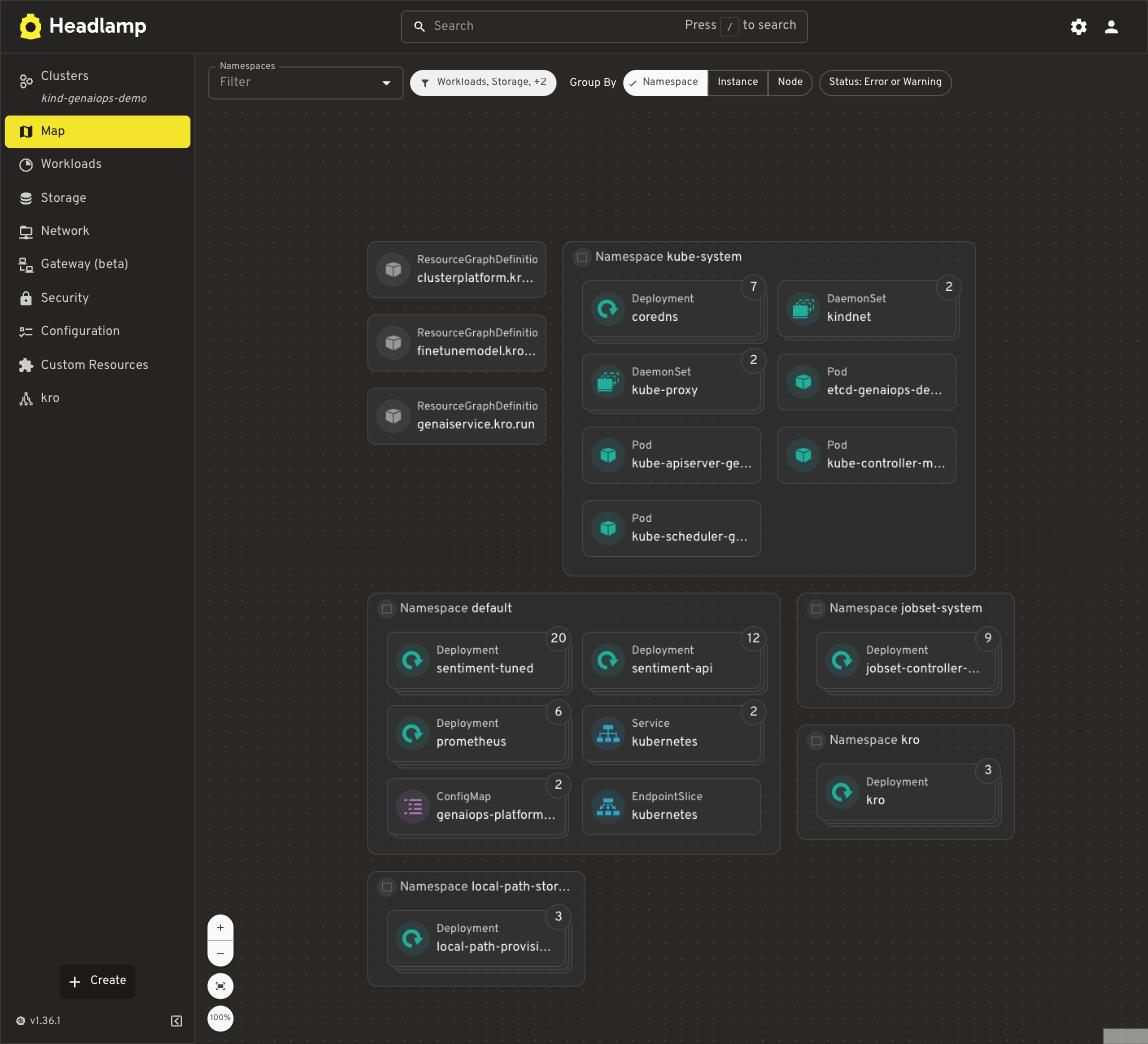 Headlamp
Search
Press / to search
Clusters
kind-genaiops-demo
Map
Workloads
Storage
Network
Gateway (beta)
Security
Configuration
Custom Resources
kro
Create
v1.36.1
Namespaces
Filter
Workloads, Storage, +2
Group By
Namespace
Instance
Node
Status: Error or Warning
ResourceGraphDefinitio
clusterplatform.kr...
ResourceGraphDefinitio
finetunemodel.kro...
ResourceGraphDefinitio
genaiservice.kro.run
Namespace kube-system
7
Deployment
coredns
2
DaemonSet
kindnet
2
DaemonSet
kube-proxy
Pod
etcd-genaiops-de...
Pod
kube-apiserver-ge...
Pod
kube-controller-m...
Pod
kube-scheduler-g...
Namespace default
20
Deployment
sentiment-tuned
12
Deployment
sentiment-api
6
Deployment
prometheus
2
Service
kubernetes
2
ConfigMap
genaiops-platform...
EndpointSlice
kubernetes
Namespace jobset-system
9
Deployment
jobset-controller-...
Namespace kro
3
Deployment
kro
Namespace local-path-stor...
3
Deployment
local-path-provisi...
+
−
100%